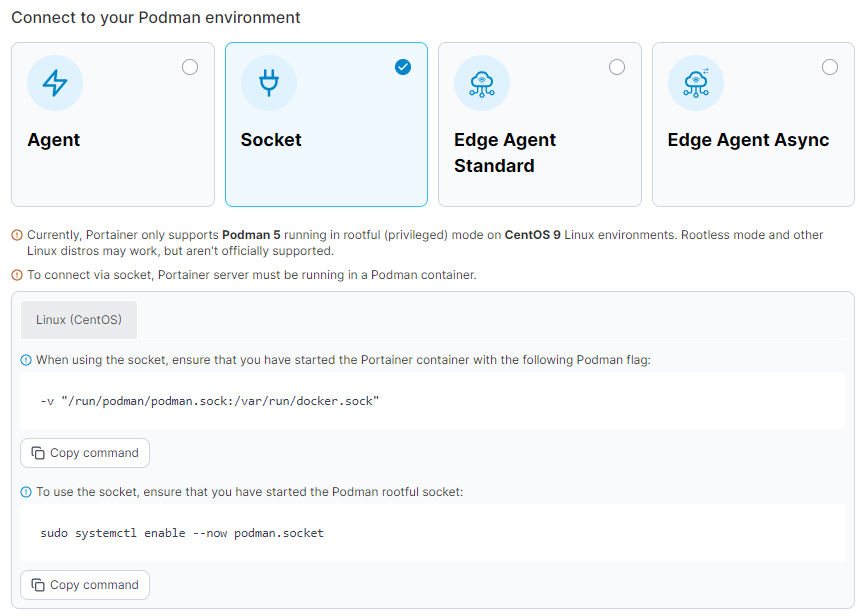 Connect to your Podman environment
Agent
Socket
Edge Agent
Standard
Edge Agent Async
Currently, Portainer only supports Podman 5 running in rootful (privileged) mode on CentOS 9 Linux environments. Rootless mode and other
Linux distros may work, but aren't officially supported.
To connect via socket, Portainer server must be running in a Podman container.
Linux (CentOS)
When using the socket, ensure that you have started the Portainer container with the following Podman flag:
-v "/run/podman/podman.sock:/var/run/docker.sock"
Copy command
To use the socket, ensure that you have started the Podman rootful socket:
sudo systemctl enable --now podman.socket
Copy command